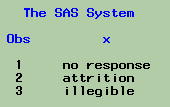 The SAS System
Obs x
1 no response
2 attrition
3 illegible